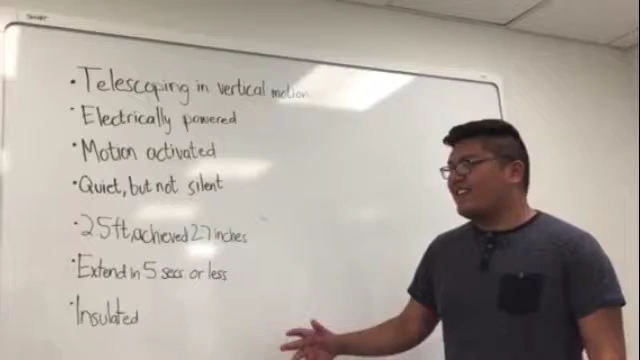 SMART
• Telescoping in vertical motion
• Electrically powered
• Motion activated
• Quiet, but not silent
• 2.5ft, achieved 27 inches
• Extend in 5 secs. or less
• Insulated